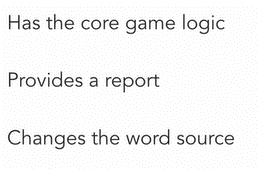 Has the core game logic
Provides a report
Changes the word source